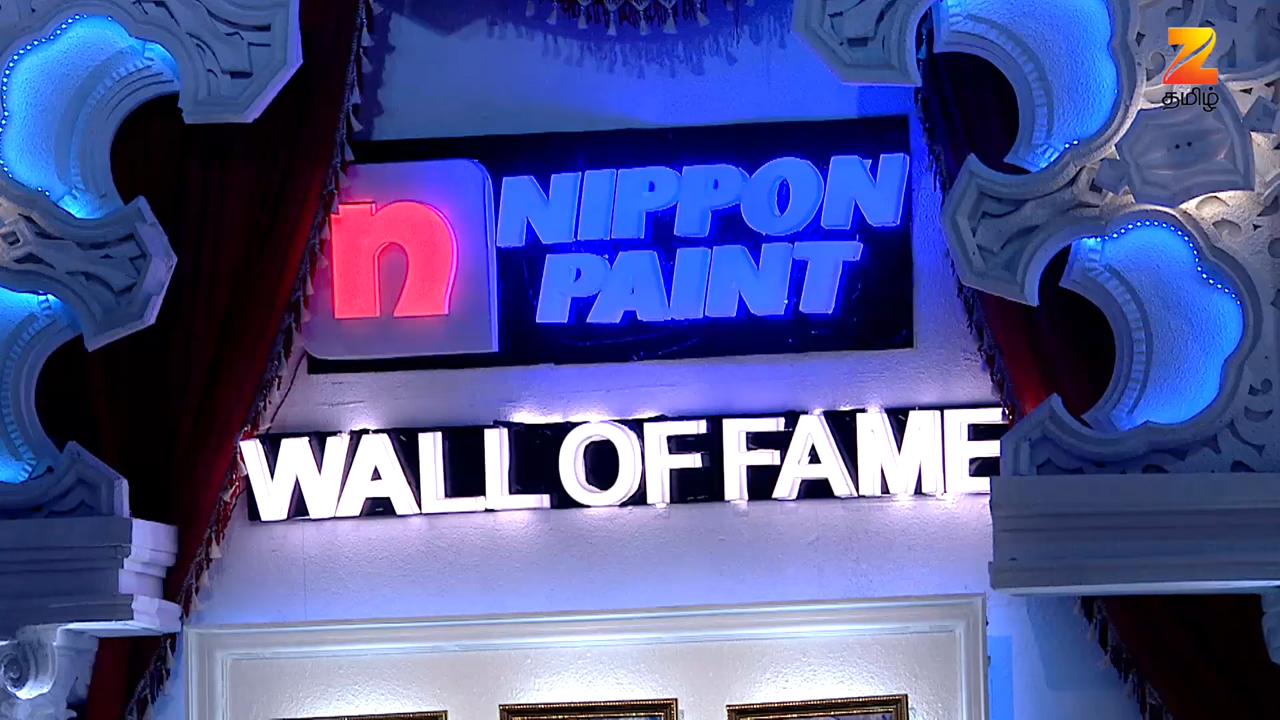 Z
தமிழ்
n
NIPPON
PAINT
WALL OF FAME